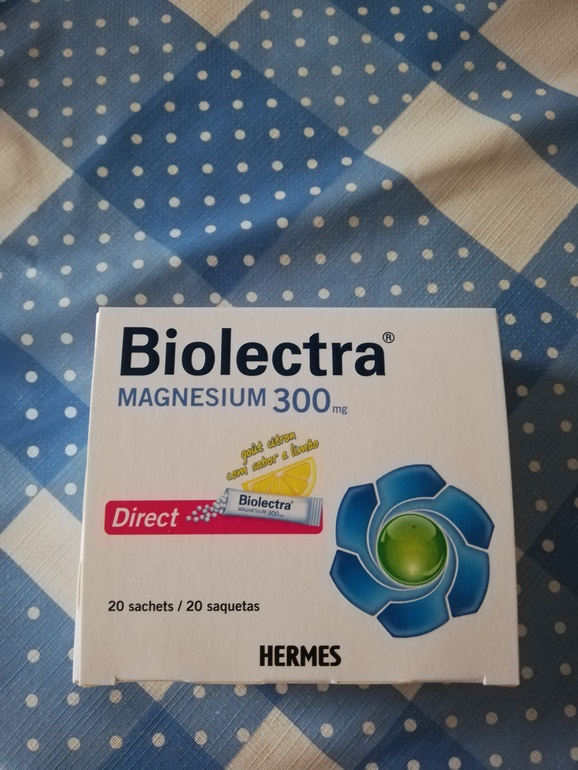 Biolectra®
MAGNESIUM 300mg
goût citron
com sabor a limão
Direct
Biolectra®
MAGNESIUM 300mg
20 sachets / 20 saquetas
HERMES